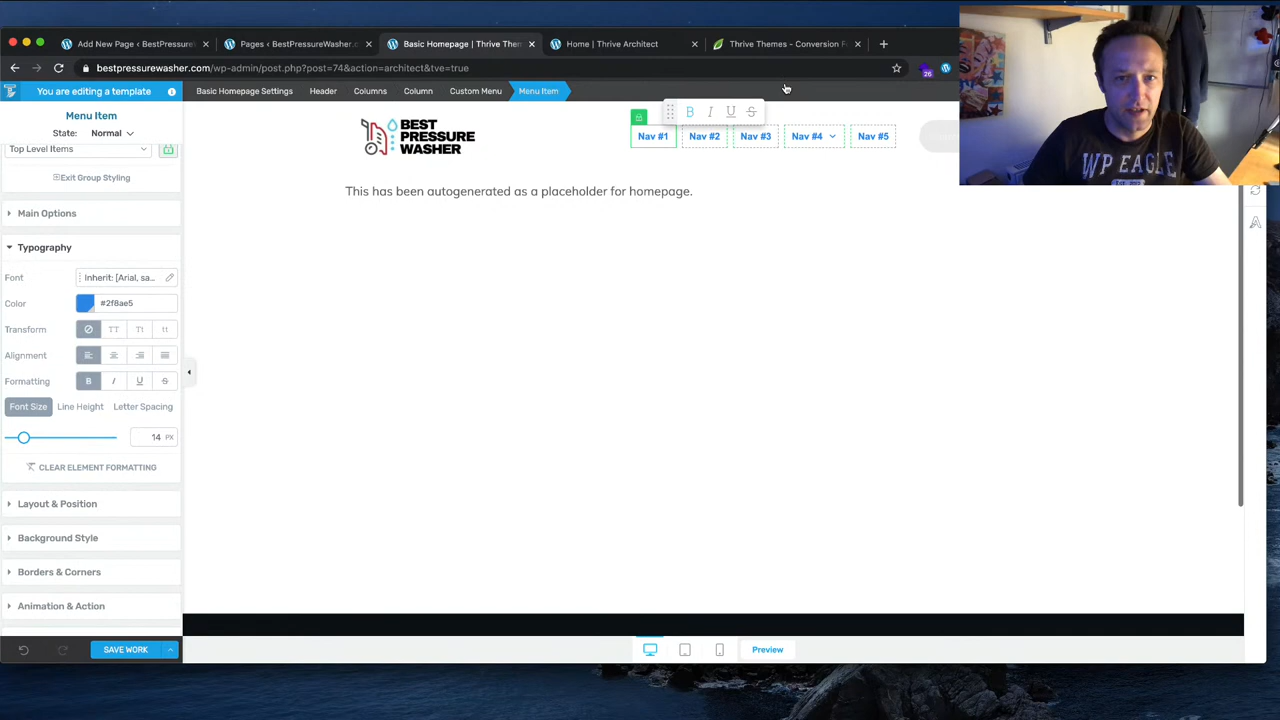 Add New Page ‹ BestPressure
Pages ‹ BestPressureWasher.c
Basic Homepage | Thrive Them
Home | Thrive Architect
Thrive Themes - Conversion F
bestpressurewasher.com/wp-admin/post.php?post=74&action=architect&tve=true
26
You are editing a template
Basic Homepage Settings
Header
Columns
Column
Custom Menu
Menu Item
Menu Item
State: Normal
Top Level Items
Exit Group Styling
Main Options
Typography
Font
Inherit: [Arial, sa...
Color
#2f8ae5
Transform
TT Tt tt
Alignment
Formatting
B I U S
Font Size
Line Height
Letter Spacing
14 PX
CLEAR ELEMENT FORMATTING
Layout & Position
Background Style
Borders & Corners
Animation & Action
SAVE WORK
B I U S
BEST
PRESSURE
WASHER
Nav #1
Nav #2
Nav #3
Nav #4
Nav #5
This has been autogenerated as a placeholder for homepage.
Preview
WP EAGLE